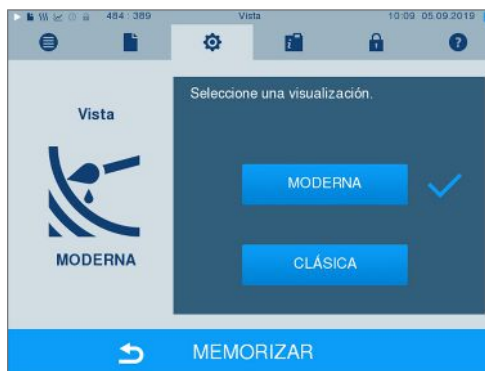 484 : 389 Vista 10:09 05.09.2019
Vista
Seleccione una visualización.
MODERNA
MODERNA
CLÁSICA
MEMORIZAR